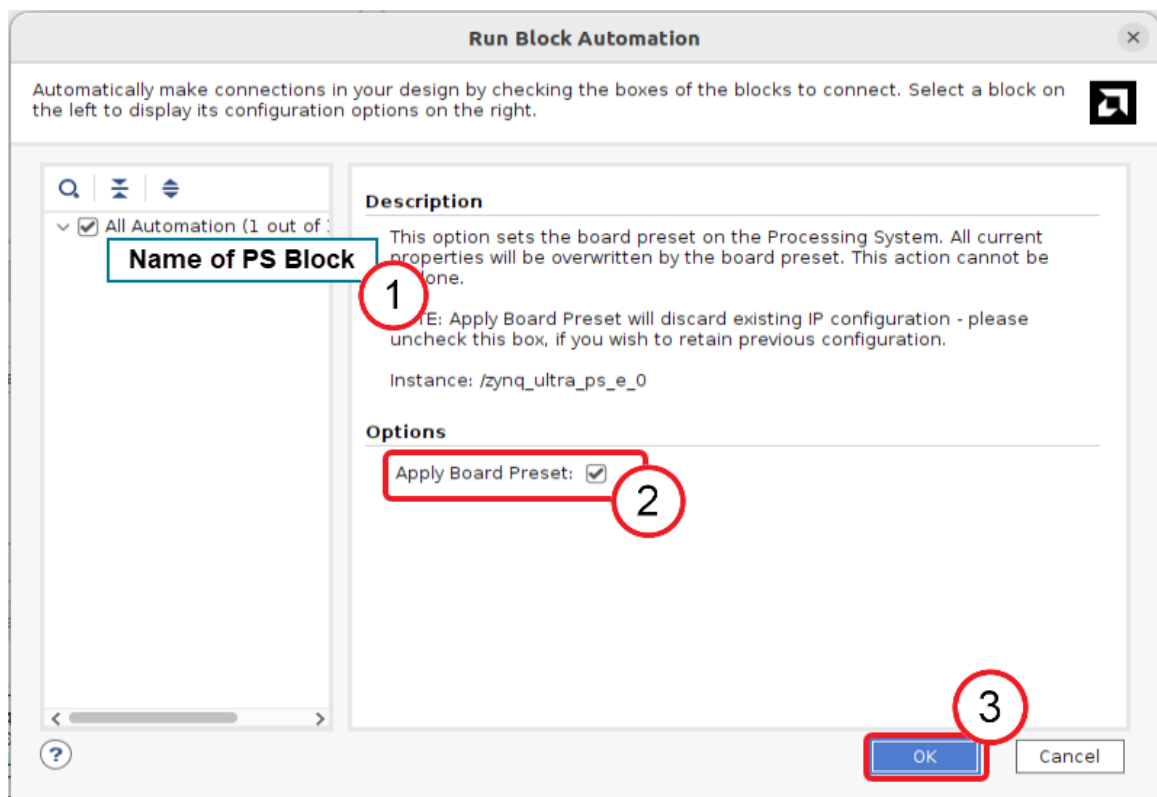 Run Block Automation
Automatically make connections in your design by checking the boxes of the blocks to connect. Select a block on
the left to display its configuration options on the right.
All Automation (1 out of
Name of PS Block
1
Description
This option sets the board preset on the Processing System. All current
properties will be overwritten by the board preset. This action cannot be
one.
TE: Apply Board Preset will discard existing IP configuration - please
uncheck this box, if you wish to retain previous configuration.
Instance: /zynq_ultra_ps_e_0
Options
Apply Board Preset:
2
3
?
OK
Cancel